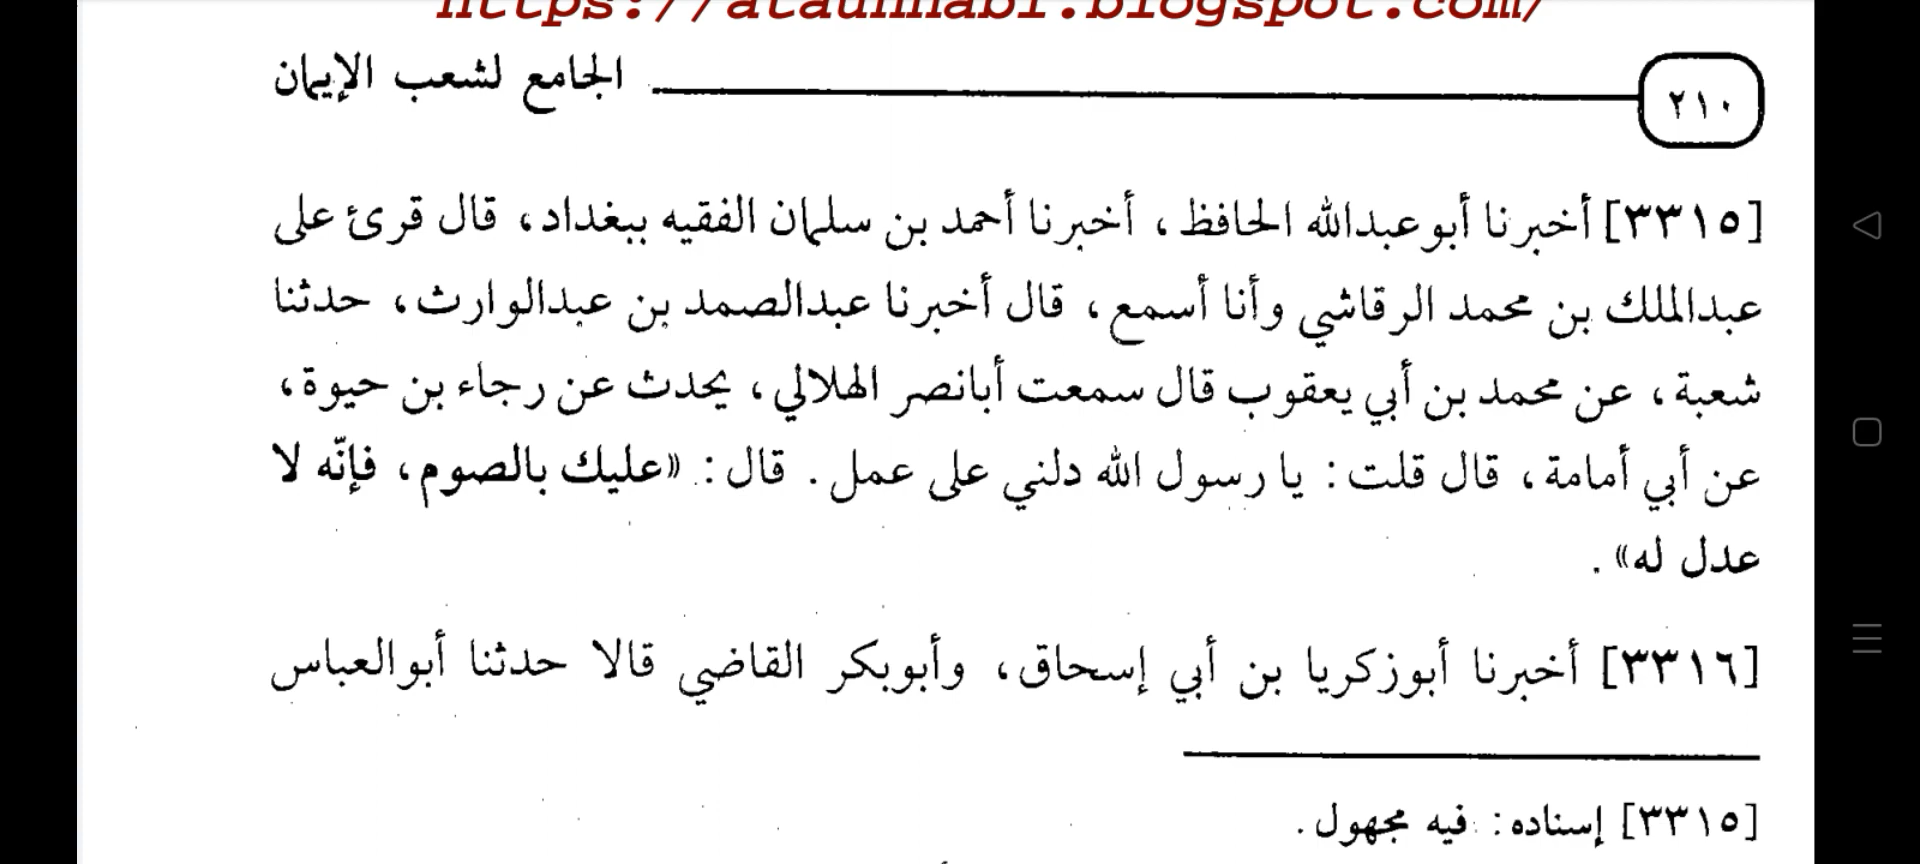 https://ataunnabi.blogspot.com/
٢١٠ الجامع لشعب الإيمان
[٣٣١٥] أخبرنا أبوعبدالله الحافظ، أخبرنا أحمد بن سلمان الفقيه ببغداد، قال قرئ على
عبدالملك بن محمد الرقاشي وأنا أسمع، قال أخبرنا عبدالصمد بن عبدالوارث، حدثنا
شعبة، عن محمد بن أبي يعقوب قال سمعت أبانصر الهلالي، يحدث عن رجاء بن حيوة،
عن أبي أمامة، قال قلت: يا رسول الله دلني على عمل. قال: «عليك بالصوم، فإنّه لا
عدل له».
[٣٣١٦] أخبرنا أبوزكريا بن أبي إسحاق، وأبوبكر القاضي قالا حدثنا أبوالعباس
[٣٣١٥] إسناده: فيه مجهول.